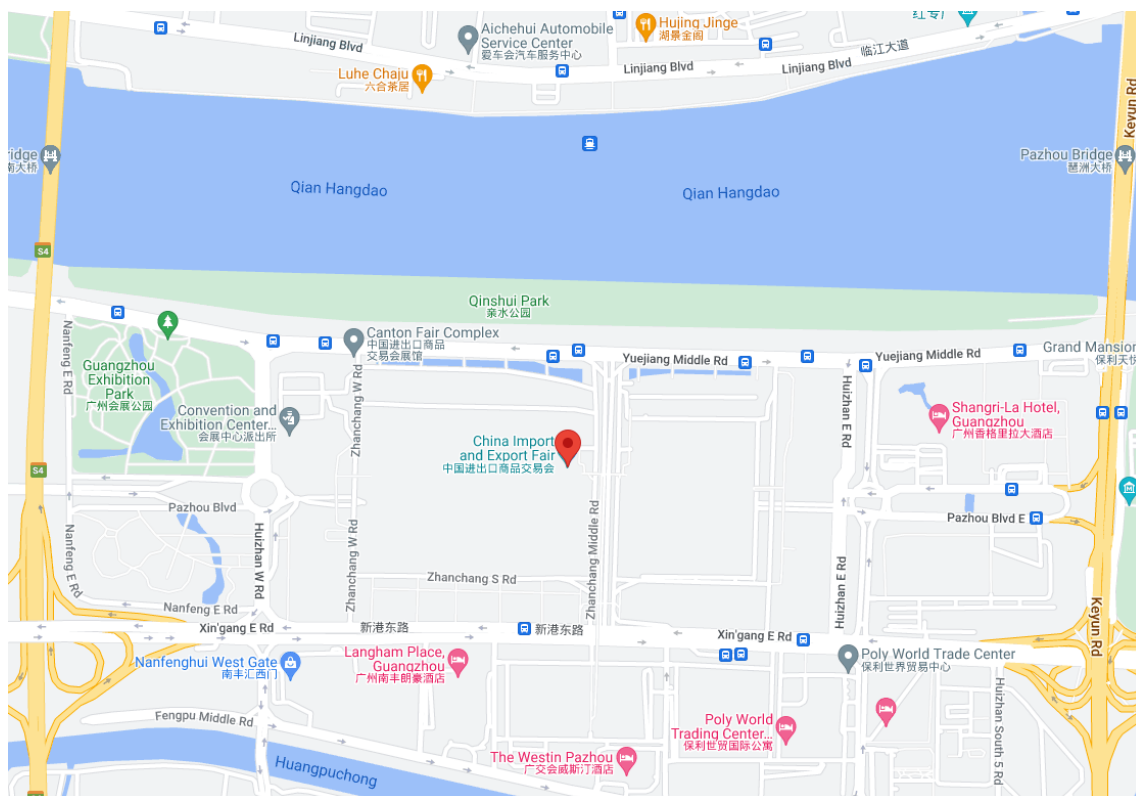 Aichehui Automobile
Service Center
爱车会汽车服务中心
Hujing Jinge
湖景金阁
Linjiang Blvd
Linjiang Blvd
Linjiang Blvd
临江大道
Luhe Chaju
六合茶居
Keyun Rd
Pazhou Bridge
琶洲大桥
Qian Hangdao
Qian Hangdao
S4
Qinshui Park
亲水公园
Canton Fair Complex
中国进出口商品
交易会展馆
Yuejiang Middle Rd
Yuejiang Middle Rd
Grand Mansion
Nanfeng E Rd
Guangzhou
Exhibition
Park
广州会展公园
Zhanchang W Rd
Huizhan E Rd
Convention and
Exhibition Center...
会展中心派出所
Shangri-La Hotel,
Guangzhou
广州香格里拉大酒店
China Import
and Export Fair
中国进出口商品交易会
S4
Pazhou Blvd
Pazhou Blvd E
Nanfeng E Rd
Huizhan W Rd
Zhanchang W Rd
Zhanchang Middle Rd
Huizhan E Rd
Zhanchang S Rd
Nanfeng E Rd
Xin'gang E Rd
新港东路
新港东路
Xin'gang E Rd
Keyun Rd
Nanfenghui West Gate
南丰汇西门
Langham Place,
Guangzhou
广州南丰朗豪酒店
Poly World Trade Center
保利世界贸易中心
Huizhan South 5 Rd
Fengpu Middle Rd
Poly World
Trading Center...
保利世贸国际公寓
The Westin Pazhou
广交会威斯汀酒店
Huangpuchong